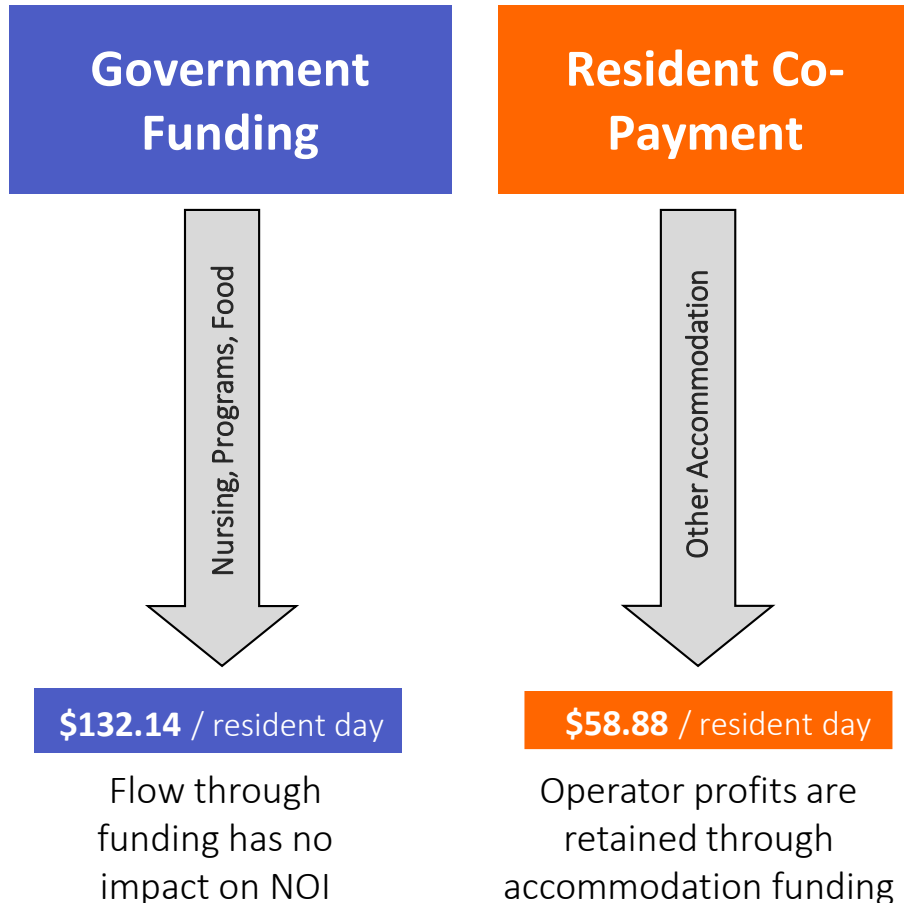 Government
Funding
Nursing, Programs, Food
$132.14 / resident day
Flow through
funding has no
impact on NOI
Resident Co-
Payment
Other Accommodation
$58.88 / resident day
Operator profits are
retained through
accommodation funding